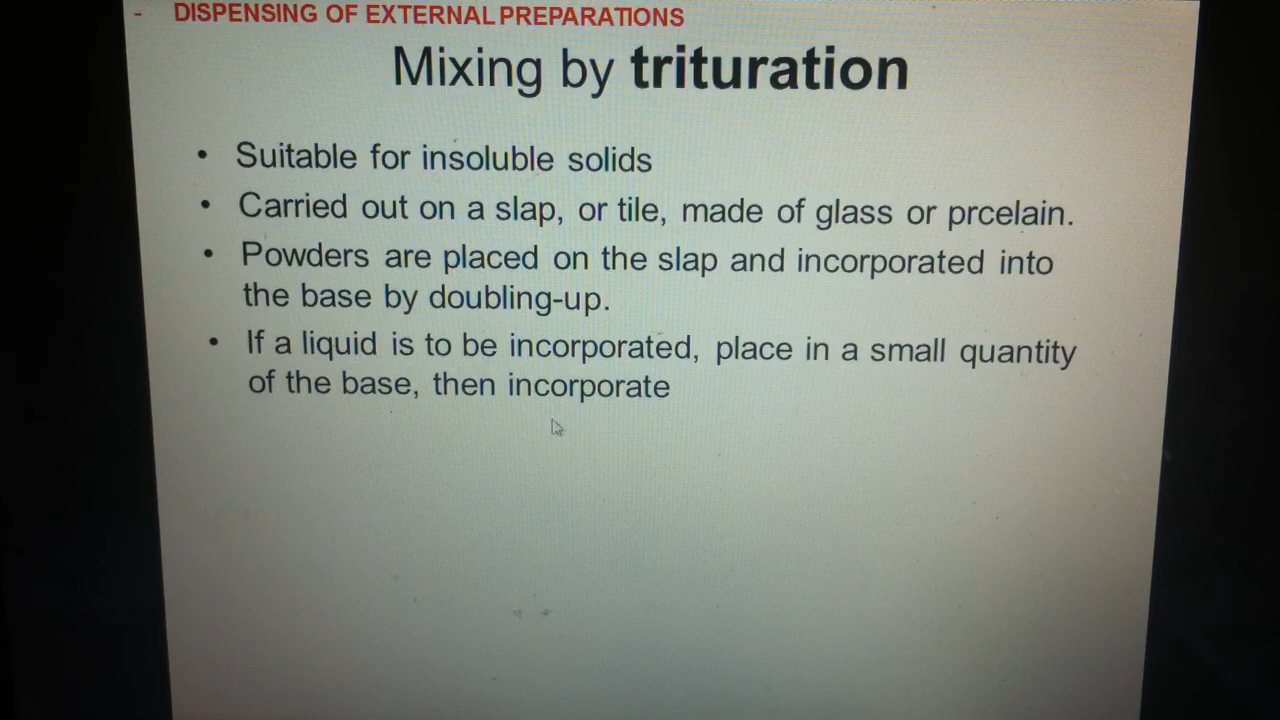 - DISPENSING OF EXTERNAL PREPARATIONS
Mixing by trituration
• Suitable for insoluble solids
• Carried out on a slap, or tile, made of glass or prcelain.
• Powders are placed on the slap and incorporated into
the base by doubling-up.
• If a liquid is to be incorporated, place in a small quantity
of the base, then incorporate